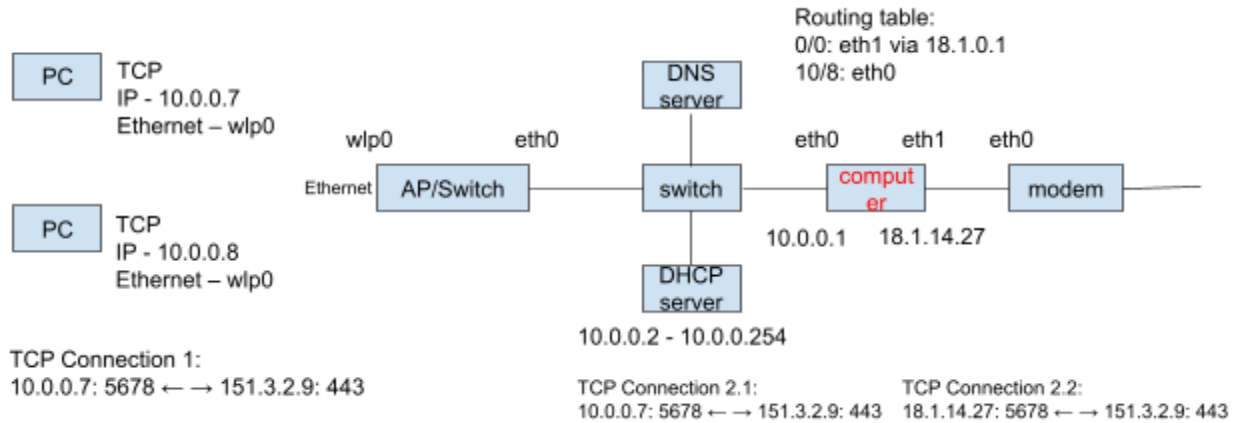 Routing table:
0/0: eth1 via 18.1.0.1
10/8: eth0
PC
TCP
IP - 10.0.0.7
Ethernet – wlp0
DNS
server
wlp0
eth0
eth0
eth1
eth0
Ethernet
AP/Switch
switch
comput
er
modem
PC
TCP
IP - 10.0.0.8
Ethernet – wlp0
10.0.0.1
18.1.14.27
DHCP
server
10.0.0.2 - 10.0.0.254
TCP Connection 1:
10.0.0.7: 5678 ← → 151.3.2.9: 443
TCP Connection 2.1:
10.0.0.7: 5678 ← → 151.3.2.9: 443
TCP Connection 2.2:
18.1.14.27: 5678 ← → 151.3.2.9: 443